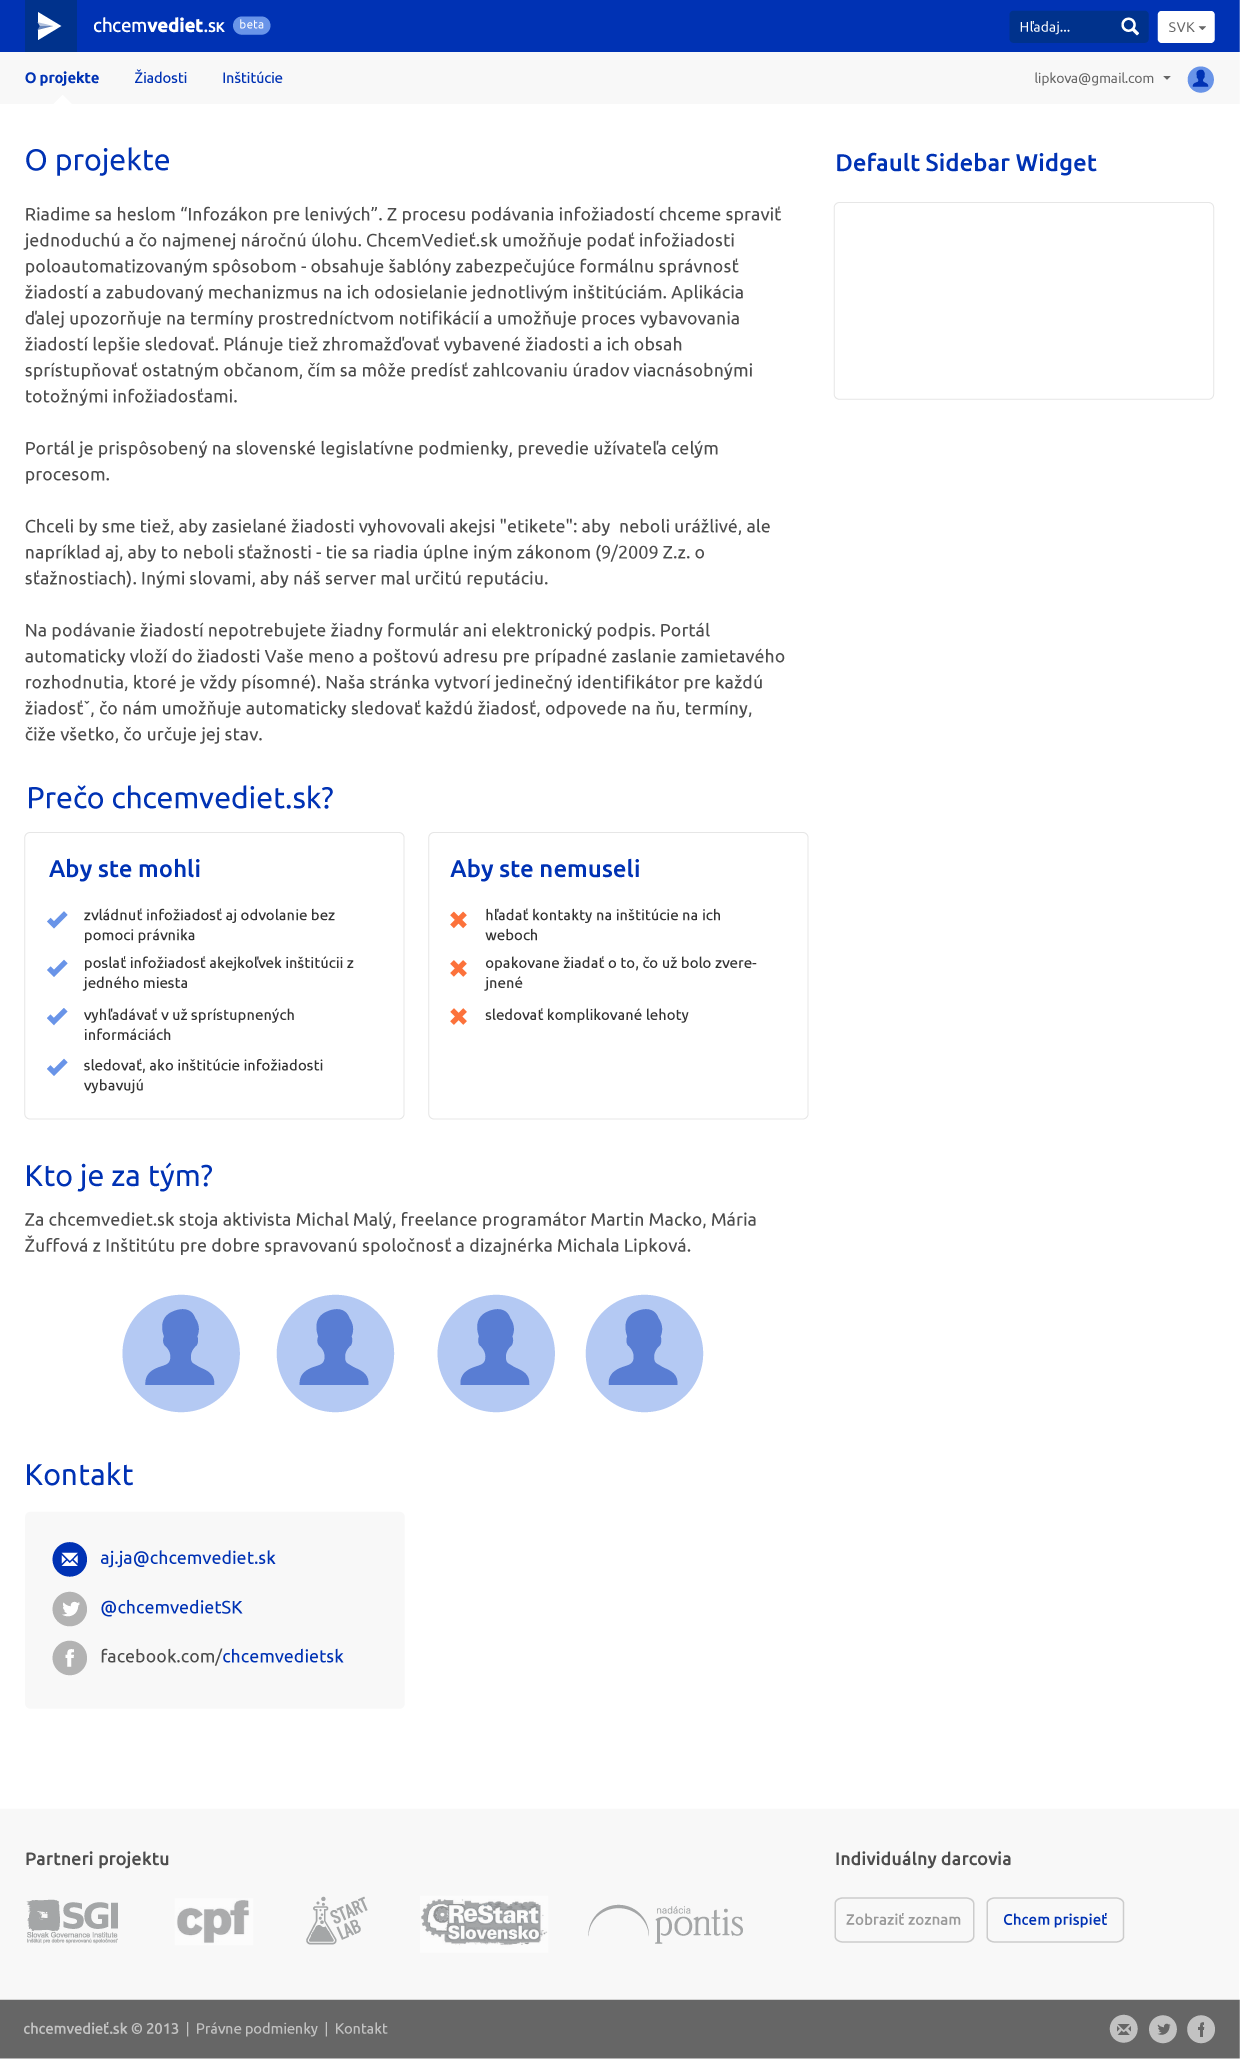 chcemvediet.sk beta
Hľadaj...
SVK
O projekte
Žiadosti
Inštitúcie
lipkova@gmail.com
O projekte
Default Sidebar Widget
Riadime sa heslom “Infozákon pre lenivých”. Z procesu podávania infožiadostí chceme spraviť
jednoduchú a čo najmenej náročnú úlohu. ChcemVedieť.sk umožňuje podať infožiadosti
poloautomatizovaným spôsobom - obsahuje šablóny zabezpečujúce formálnu správnosť
žiadostí a zabudovaný mechanizmus na ich odosielanie jednotlivým inštitúciám. Aplikácia
ďalej upozorňuje na termíny prostredníctvom notifikácií a umožňuje proces vybavovania
žiadostí lepšie sledovať. Plánuje tiež zhromažďovať vybavené žiadosti a ich obsah
sprístupňovať ostatným občanom, čím sa môže predísť zahlcovaniu úradov viacnásobnými
totožnými infožiadosťami.
Portál je prispôsobený na slovenské legislatívne podmienky, prevedie užívateľa celým
procesom.
Chceli by sme tiež, aby zasielané žiadosti vyhovovali akejsi "etikete": aby  neboli urážlivé, ale
napríklad aj, aby to neboli sťažnosti - tie sa riadia úplne iným zákonom (9/2009 Z.z. o
sťažnostiach). Inými slovami, aby náš server mal určitú reputáciu.
Na podávanie žiadostí nepotrebujete žiadny formulár ani elektronický podpis. Portál
automaticky vloží do žiadosti Vaše meno a poštovú adresu pre prípadné zaslanie zamietavého
rozhodnutia, ktoré je vždy písomné). Naša stránka vytvorí jedinečný identifikátor pre každú
žiadosťˇ, čo nám umožňuje automaticky sledovať každú žiadosť, odpovede na ňu, termíny,
čiže všetko, čo určuje jej stav.
Prečo chcemvediet.sk?
Aby ste mohli
zvládnuť infožiadosť aj odvolanie bez
pomoci právnika
poslať infožiadosť akejkoľvek inštitúcii z
jedného miesta
vyhľadávať v už sprístupnených
informáciách
sledovať, ako inštitúcie infožiadosti
vybavujú
Aby ste nemuseli
hľadať kontakty na inštitúcie na ich
weboch
opakovane žiadať o to, čo už bolo zvere-
jnené
sledovať komplikované lehoty
Kto je za tým?
Za chcemvediet.sk stoja aktivista Michal Malý, freelance programátor Martin Macko, Mária
Žuffová z Inštitútu pre dobre spravovanú spoločnosť a dizajnérka Michala Lipková.
Kontakt
aj.ja@chcemvediet.sk
@chcemvedietSK
facebook.com/chcemvedietsk
Partneri projektu
Individuálny darcovia
SGI
Slovak Governance Institute
Inštitút pre dobre spravovanú spoločnosť
cpf
START
LAB
ReStart
Slovensko
nadácia
pontis
Zobraziť zoznam
Chcem prispieť
chcemvedieť.sk © 2013 | Právne podmienky | Kontakt